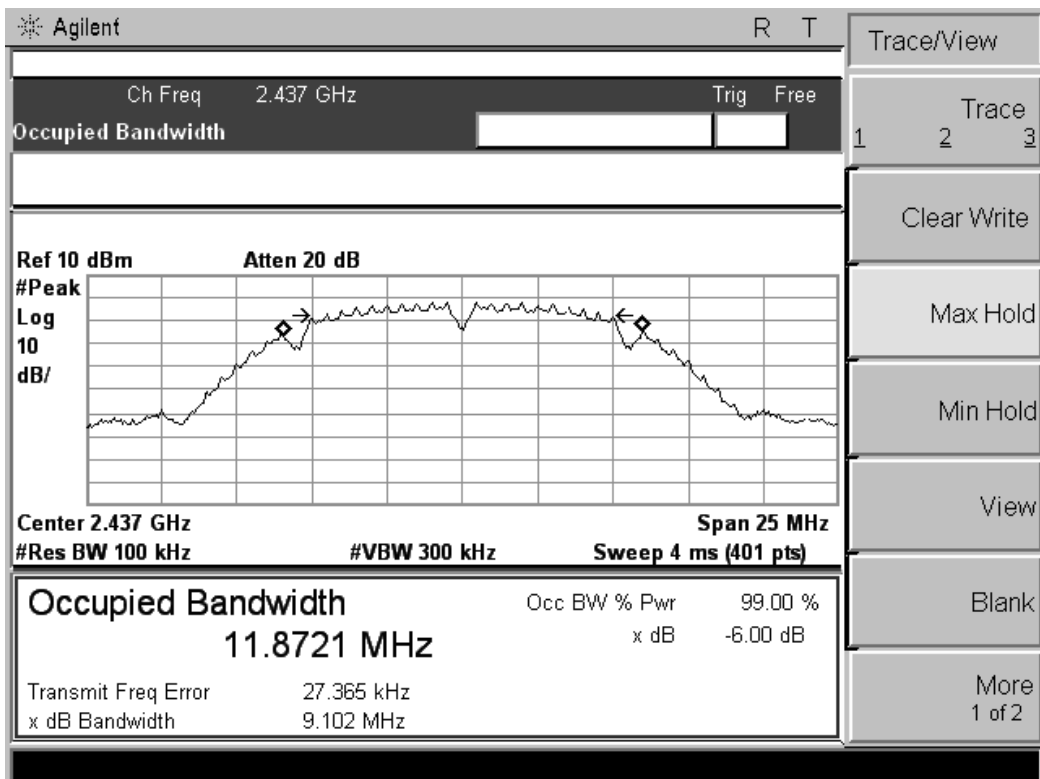 Agilent R T
Ch Freq 2.437 GHz Trig Free
Occupied Bandwidth
Ref 10 dBm Atten 20 dB
#Peak
Log
10
dB/
Center 2.437 GHz Span 25 MHz
#Res BW 100 kHz #VBW 300 kHz Sweep 4 ms (401 pts)
Occupied Bandwidth
11.8721 MHz
Occ BW % Pwr 99.00 %
x dB -6.00 dB
Transmit Freq Error 27.365 kHz
x dB Bandwidth 9.102 MHz
Trace/View
Trace
1 2 3
Clear Write
Max Hold
Min Hold
View
Blank
More
1 of 2